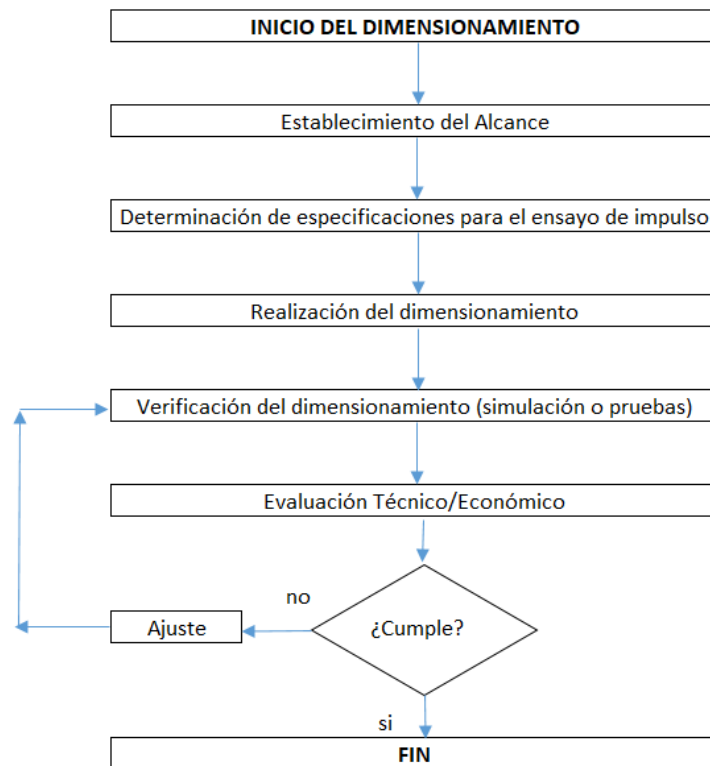 INICIO DEL DIMENSIONAMIENTO
Establecimiento del Alcance
Determinación de especificaciones para el ensayo de impulso
Realización del dimensionamiento
Verificación del dimensionamiento (simulación o pruebas)
Evaluación Técnico/Económico
no
Ajuste
¿Cumple?
si
FIN